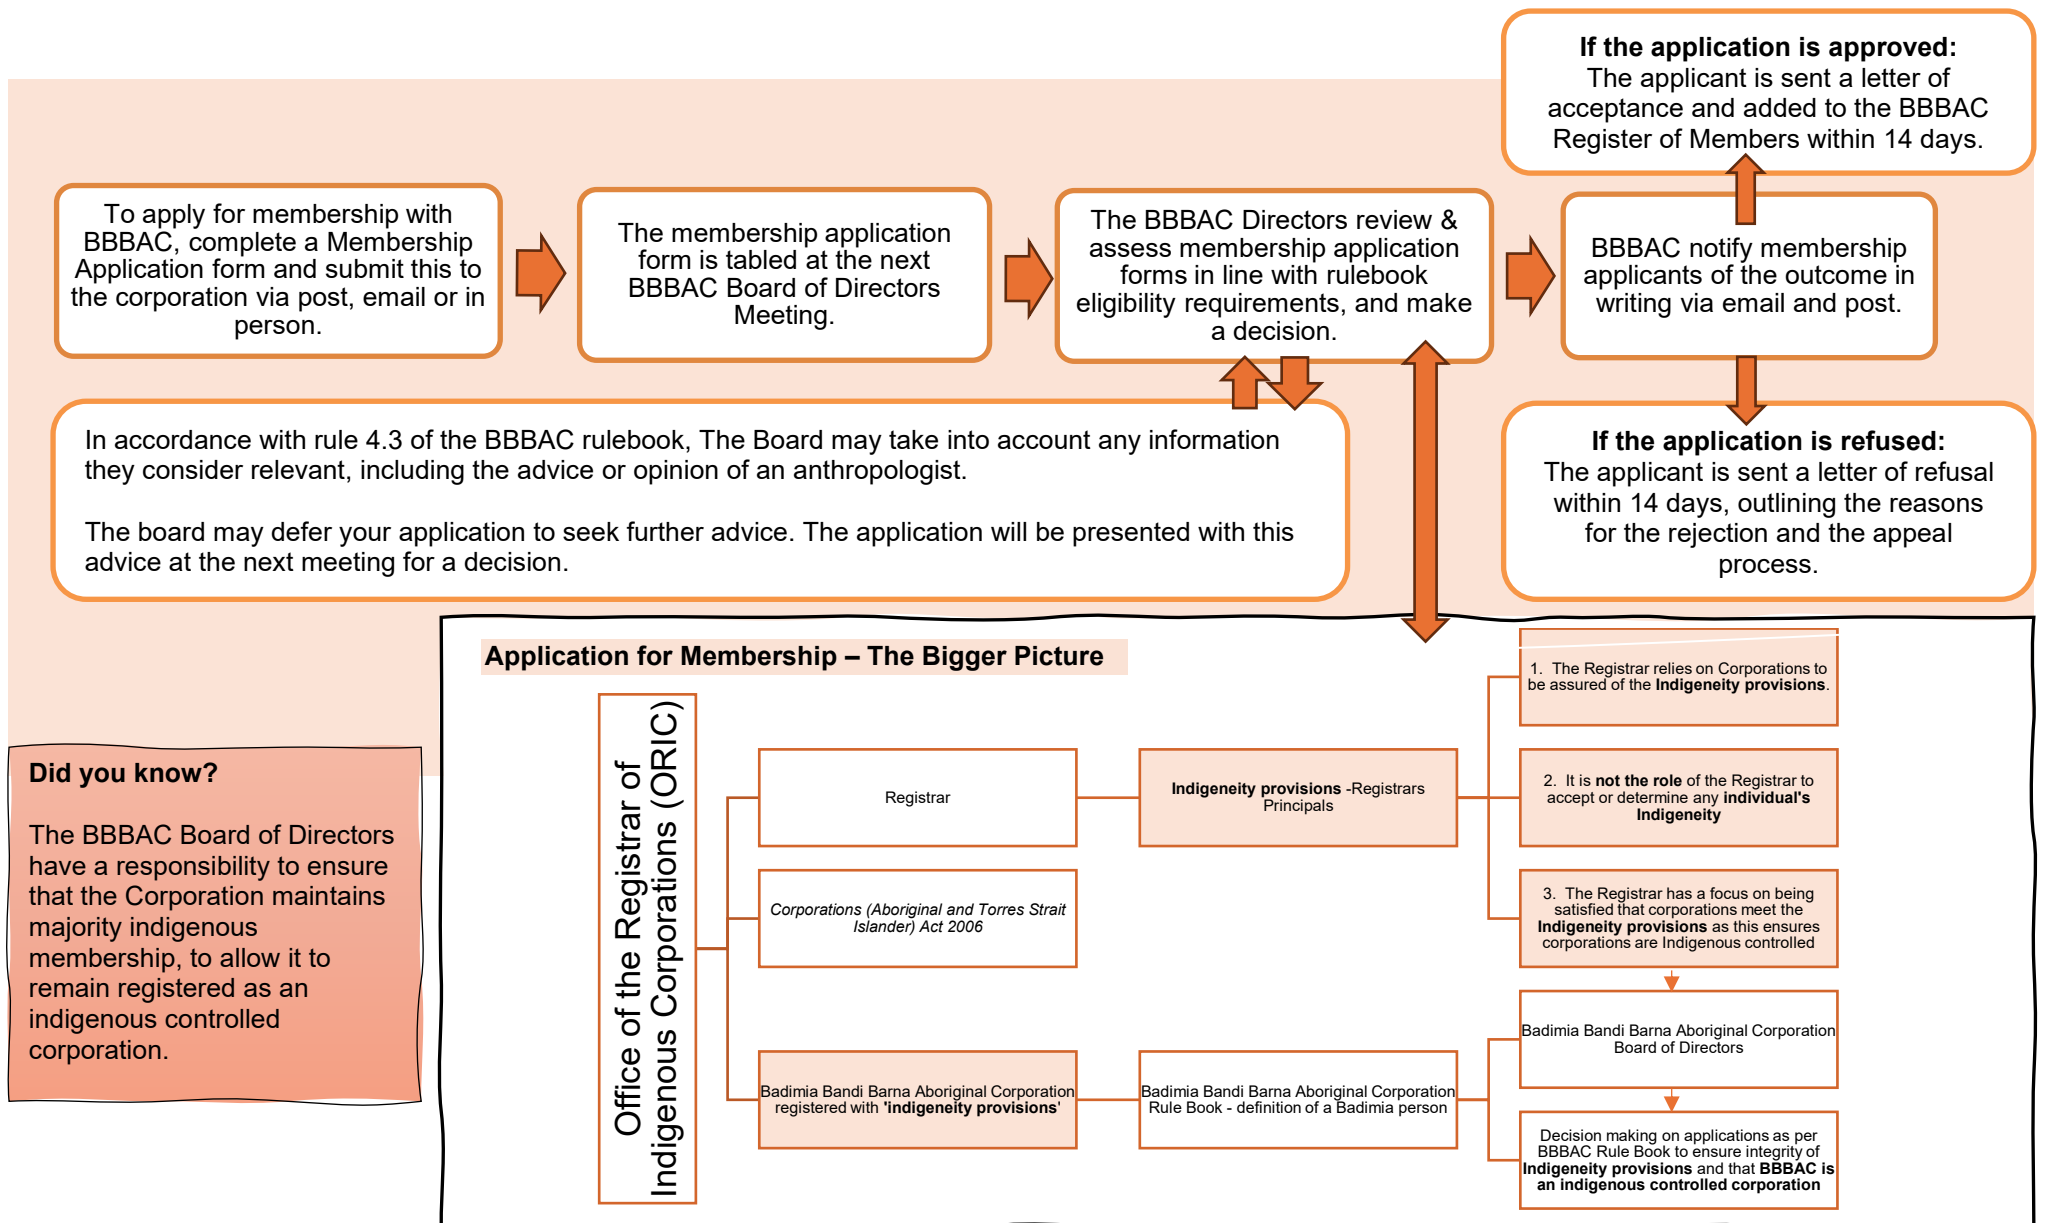 If the application is approved:
The applicant is sent a letter of
acceptance and added to the BBBAC
Register of Members within 14 days.
To apply for membership with
BBBAC, complete a Membership
Application form and submit this to
the corporation via post, email or in
person.
The membership application
form is tabled at the next
BBBAC Board of Directors
Meeting.
The BBBAC Directors review &
assess membership application
forms in line with rulebook
eligibility requirements, and make
a decision.
BBBAC notify membership
applicants of the outcome in
writing via email and post.
In accordance with rule 4.3 of the BBBAC rulebook, The Board may take into account any information
they consider relevant, including the advice or opinion of an anthropologist.
The board may defer your application to seek further advice. The application will be presented with this
advice at the next meeting for a decision.
If the application is refused:
The applicant is sent a letter of refusal
within 14 days, outlining the reasons
for the rejection and the appeal
process.
Did you know?
The BBBAC Board of Directors
have a responsibility to ensure
that the Corporation maintains
majority indigenous
membership, to allow it to
remain registered as an
indigenous controlled
corporation.
Application for Membership – The Bigger Picture
Office of the Registrar of
Indigenous Corporations (ORIC)
Registrar
Corporations (Aboriginal and Torres Strait
Islander) Act 2006
Badimia Bandi Barna Aboriginal Corporation
registered with 'indigeneity provisions'
Indigeneity provisions -Registrars
Principals
Badimia Bandi Barna Aboriginal Corporation
Rule Book - definition of a Badimia person
1. The Registrar relies on Corporations to
be assured of the Indigeneity provisions.
2. It is not the role of the Registrar to
accept or determine any individual's
Indigeneity
3. The Registrar has a focus on being
satisfied that corporations meet the
Indigeneity provisions as this ensures
corporations are Indigenous controlled
Badimia Bandi Barna Aboriginal Corporation
Board of Directors
Decision making on applications as per
BBBAC Rule Book to ensure integrity of
Indigeneity provisions and that BBBAC is
an indigenous controlled corporation